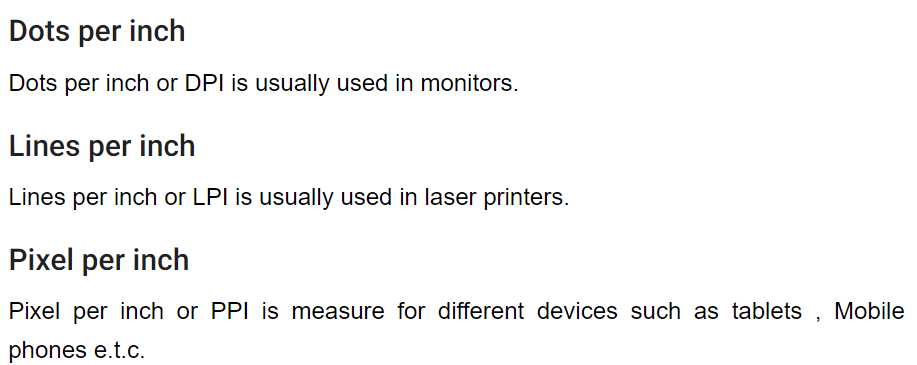 Dots per inch
Dots per inch or DPI is usually used in monitors.
Lines per inch
Lines per inch or LPI is usually used in laser printers.
Pixel per inch
Pixel per inch or PPI is measure for different devices such as tablets , Mobile
phones e.t.c.